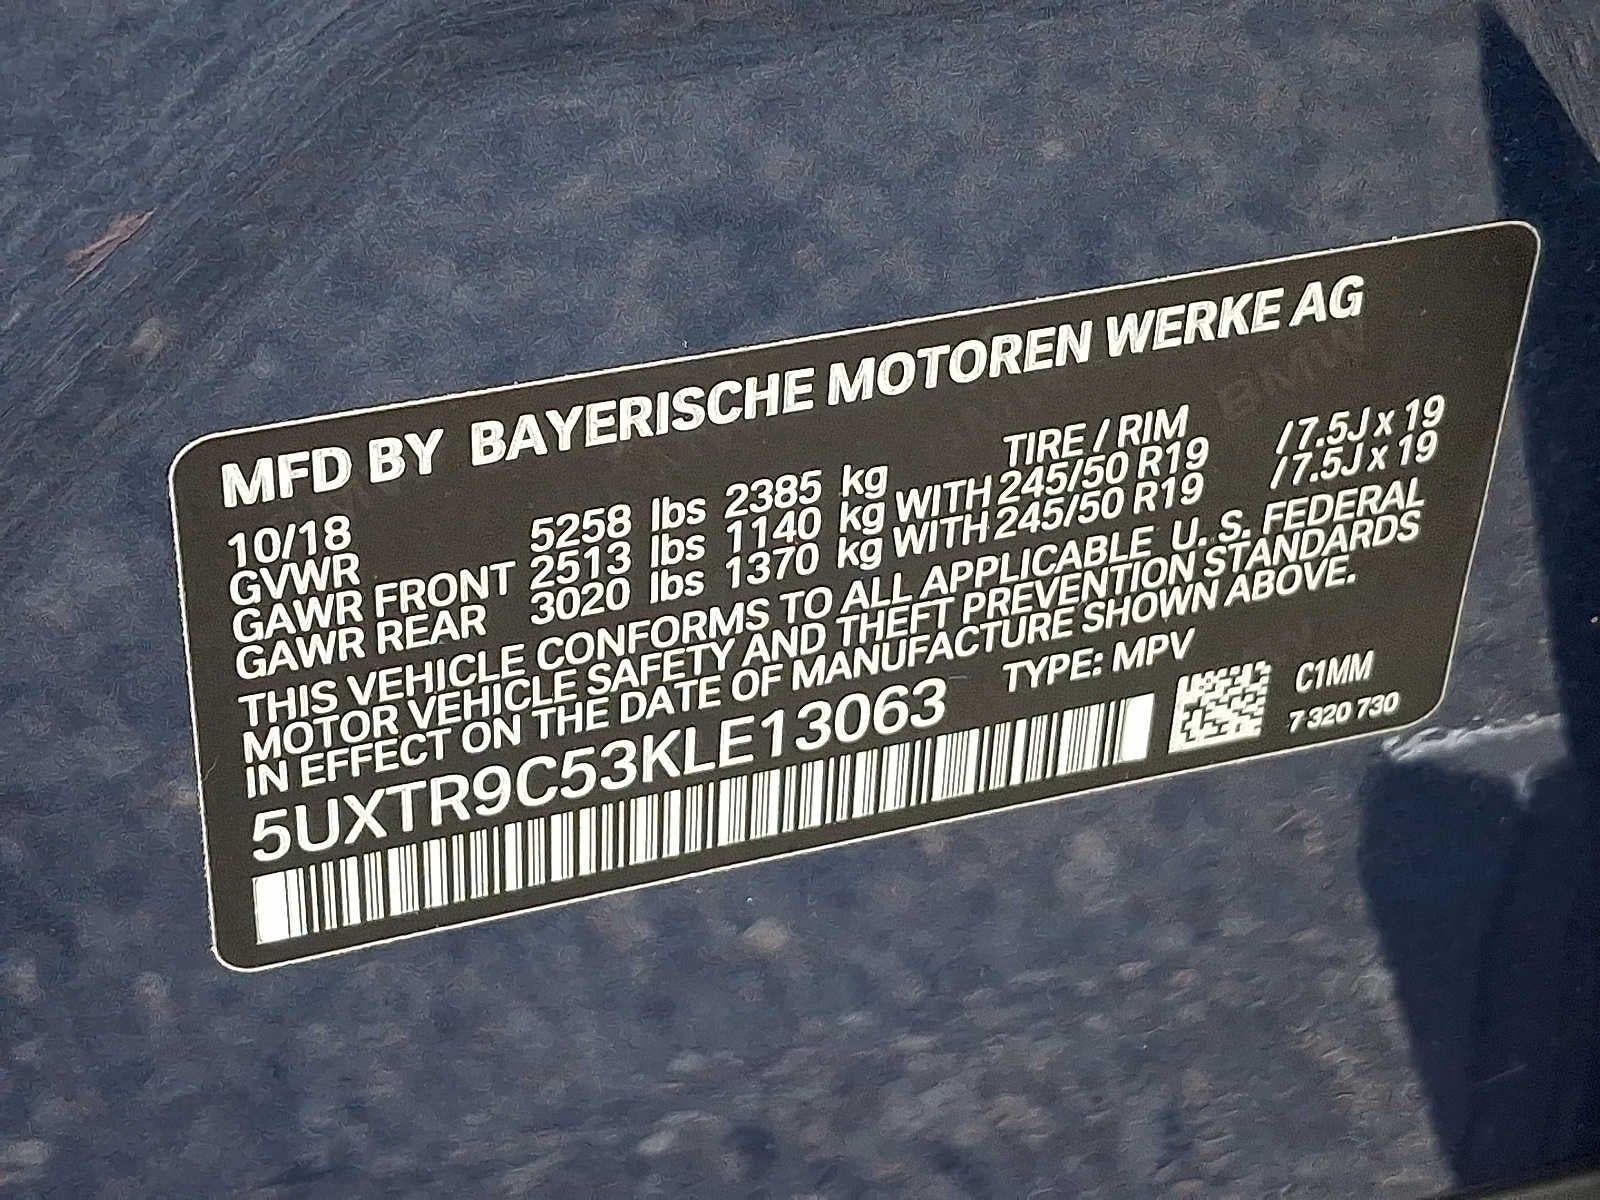 MFD BY BAYERISCHE MOTOREN WERKE AG
10/18 TIRE / RIM
GVWR 5258 lbs 2385 kg
GAWR FRONT 2513 lbs 1140 kg WITH 245/50 R19 / 7.5J x 19
GAWR REAR 3020 lbs 1370 kg WITH 245/50 R19 / 7.5J x 19
THIS VEHICLE CONFORMS TO ALL APPLICABLE U. S. FEDERAL
MOTOR VEHICLE SAFETY AND THEFT PREVENTION STANDARDS
IN EFFECT ON THE DATE OF MANUFACTURE SHOWN ABOVE.
5UXTR9C53KLE13063 TYPE: MPV
C1MM
7 320 730
BMW